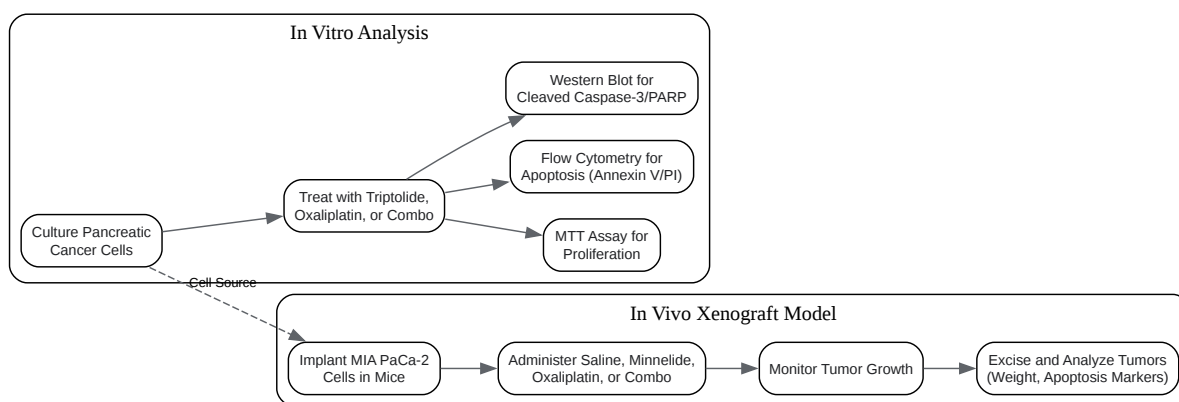 In Vitro Analysis
Western Blot for
Cleaved Caspase-3/PARP
Flow Cytometry for
Apoptosis (Annexin V/PI)
Treat with Triptolide,
Oxaliplatin, or Combo
MTT Assay for
Proliferation
Culture Pancreatic
Cancer Cells
Cell Source
In Vivo Xenograft Model
Implant MIA PaCa-2
Cells in Mice
Administer Saline, Minnelide,
Oxaliplatin, or Combo
Monitor Tumor Growth
Excise and Analyze Tumors
(Weight, Apoptosis Markers)